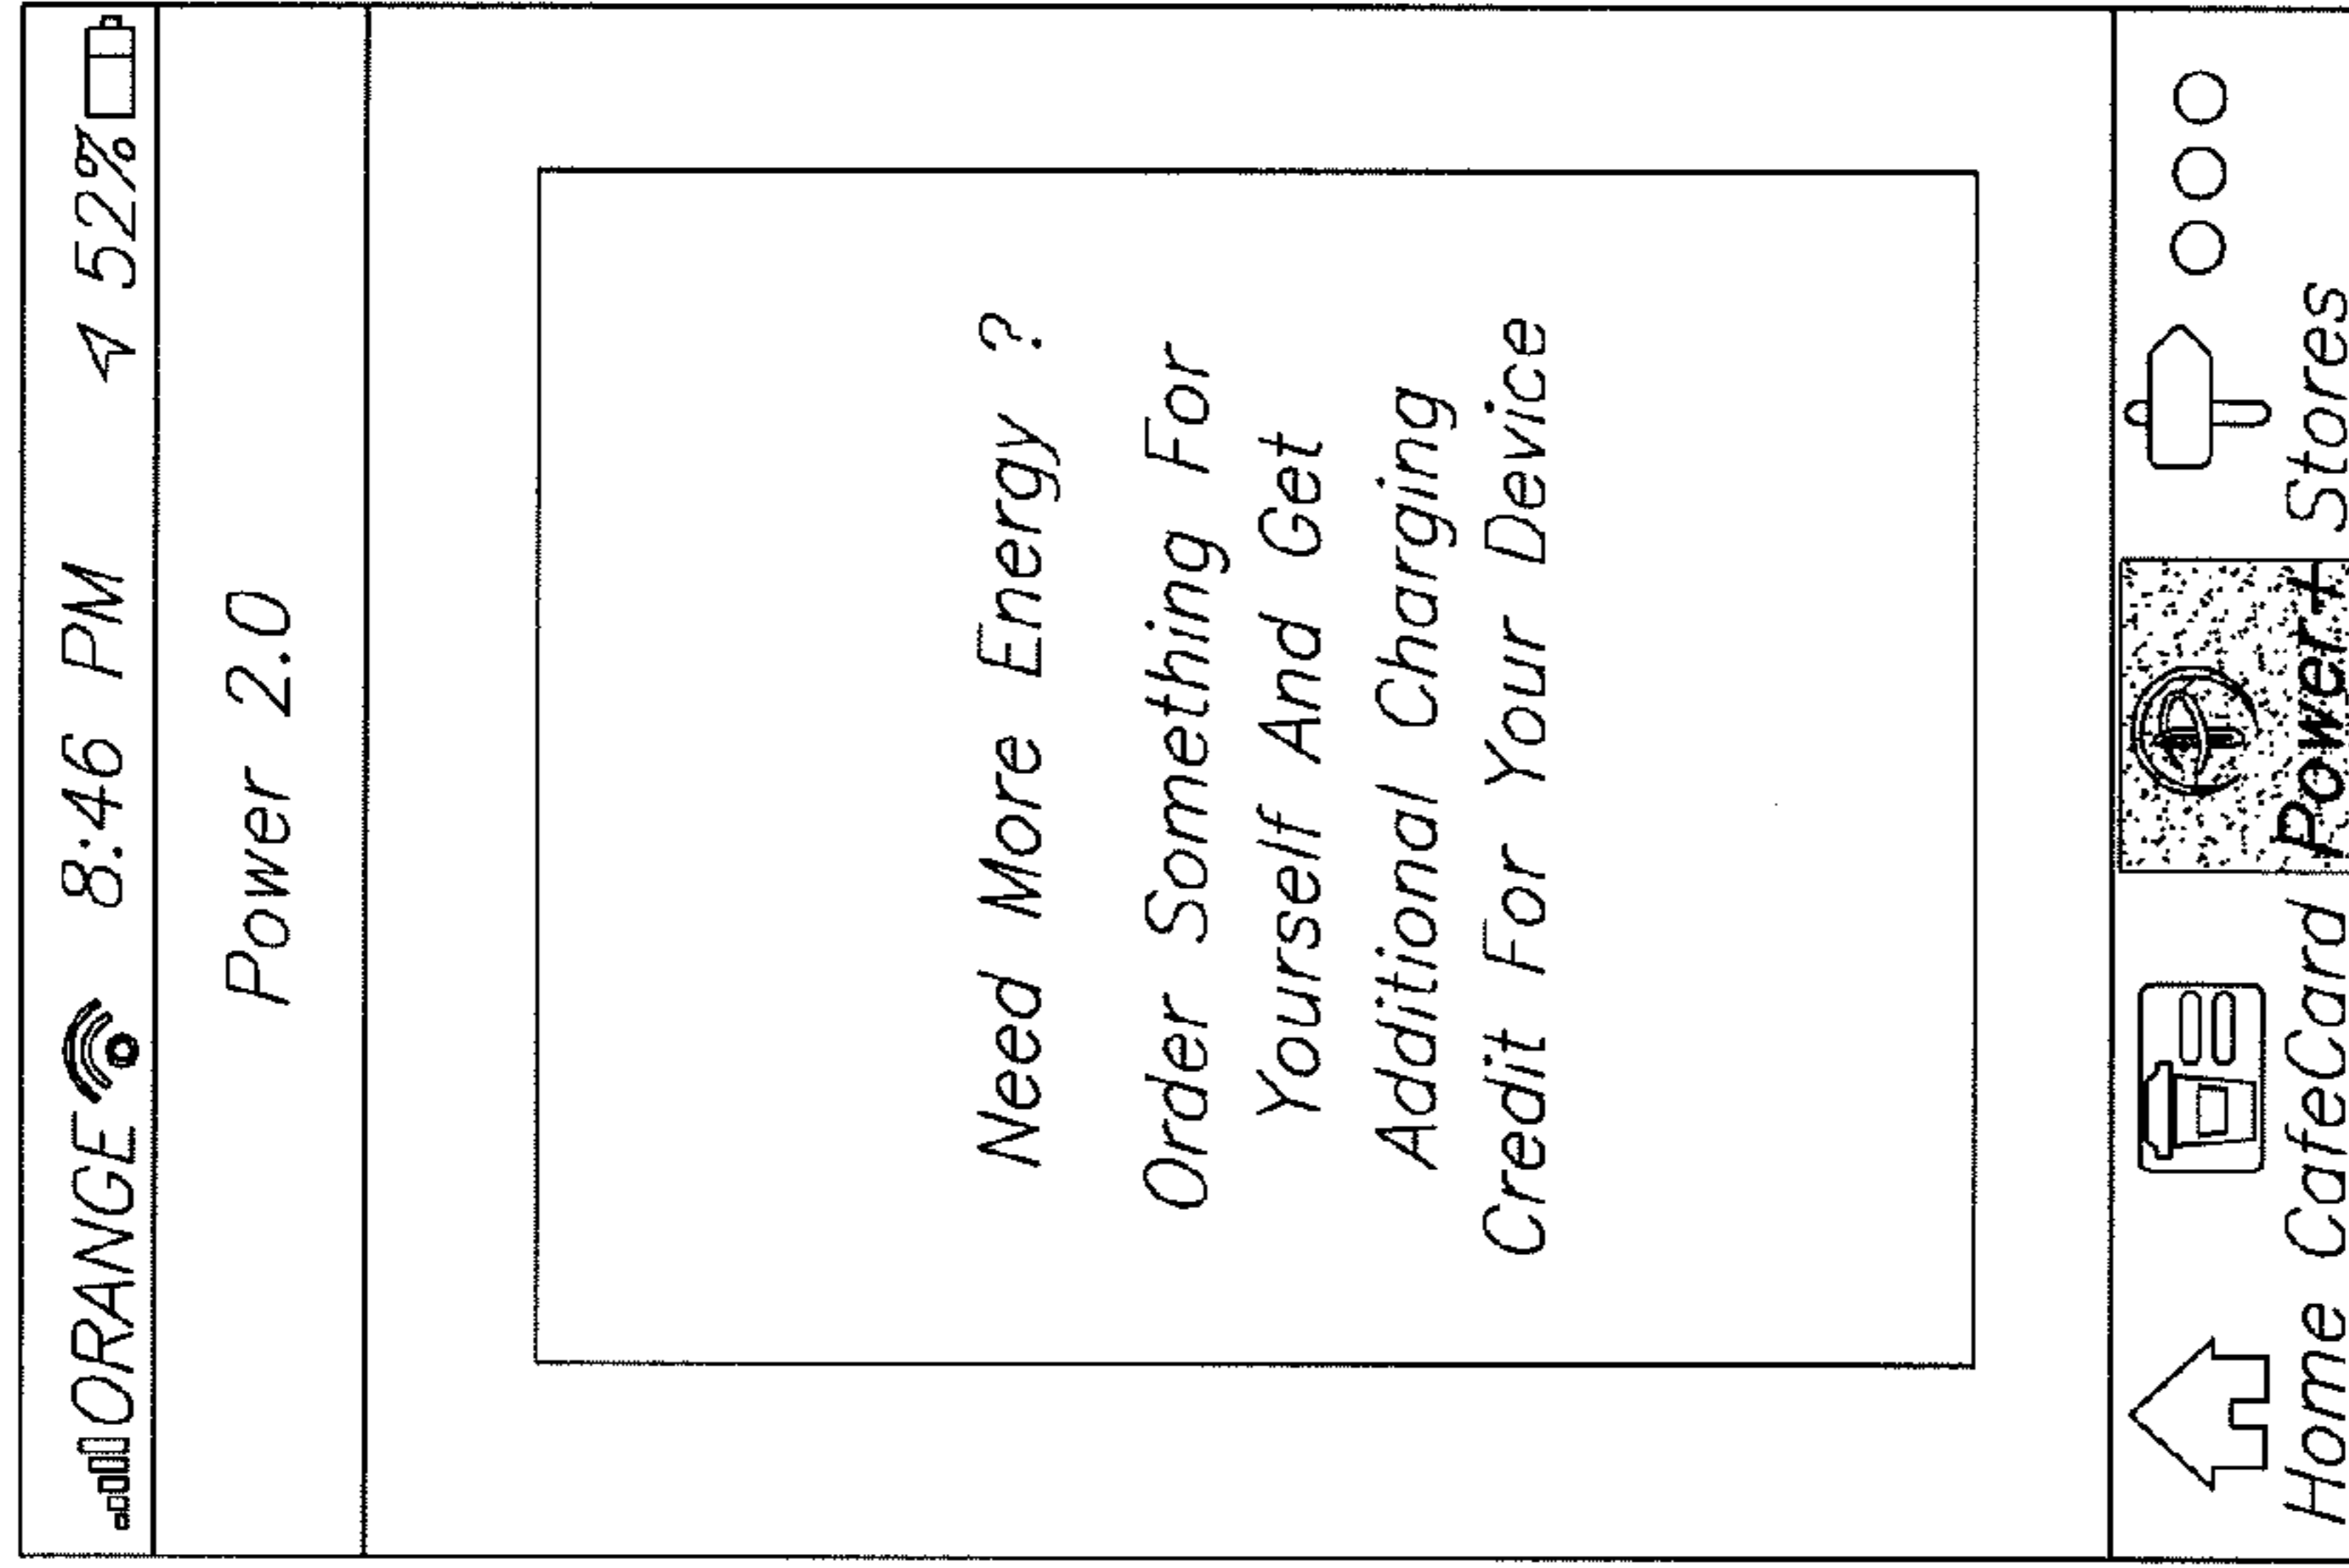 ORANGE 8:46 PM 52%
Power 2.0
Need More Energy ?
Order Something For
Yourself And Get
Additional Charging
Credit For Your Device
Home CafeCard Power+ Stores